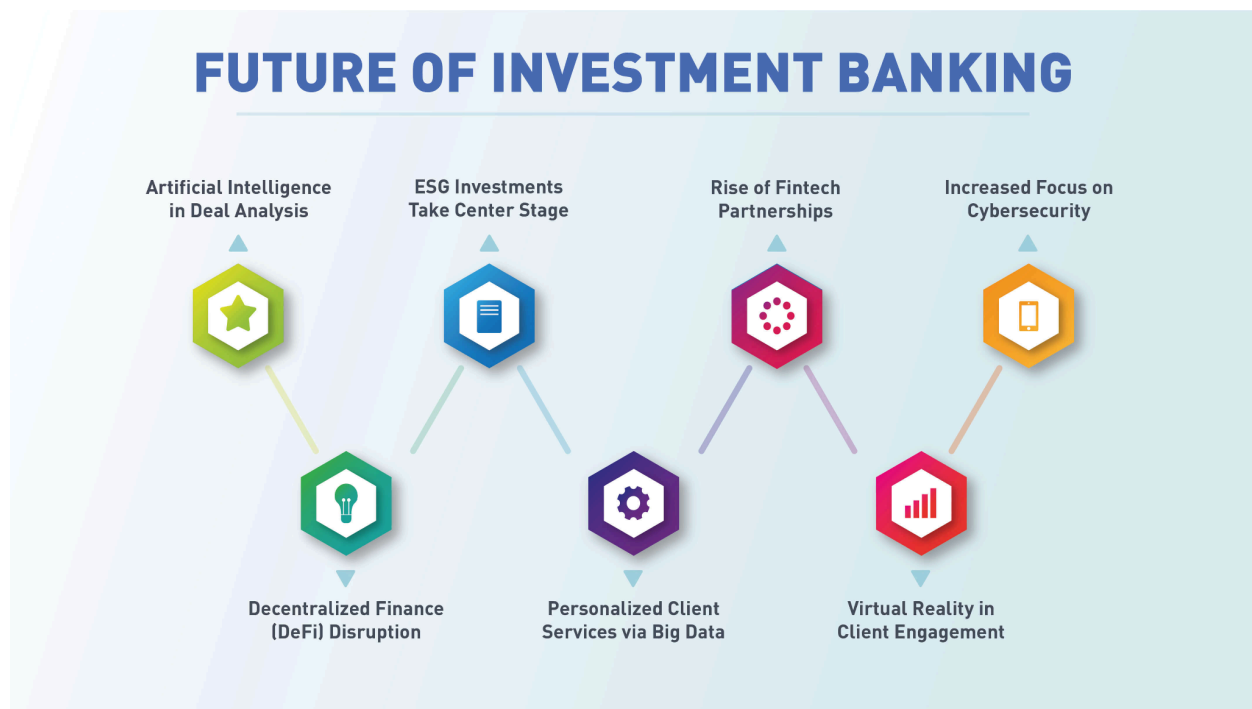 FUTURE OF INVESTMENT BANKING
Artificial Intelligence
in Deal Analysis
ESG Investments
Take Center Stage
Rise of Fintech
Partnerships
Increased Focus on
Cybersecurity
Decentralized Finance
(DeFi) Disruption
Personalized Client
Services via Big Data
Virtual Reality in
Client Engagement